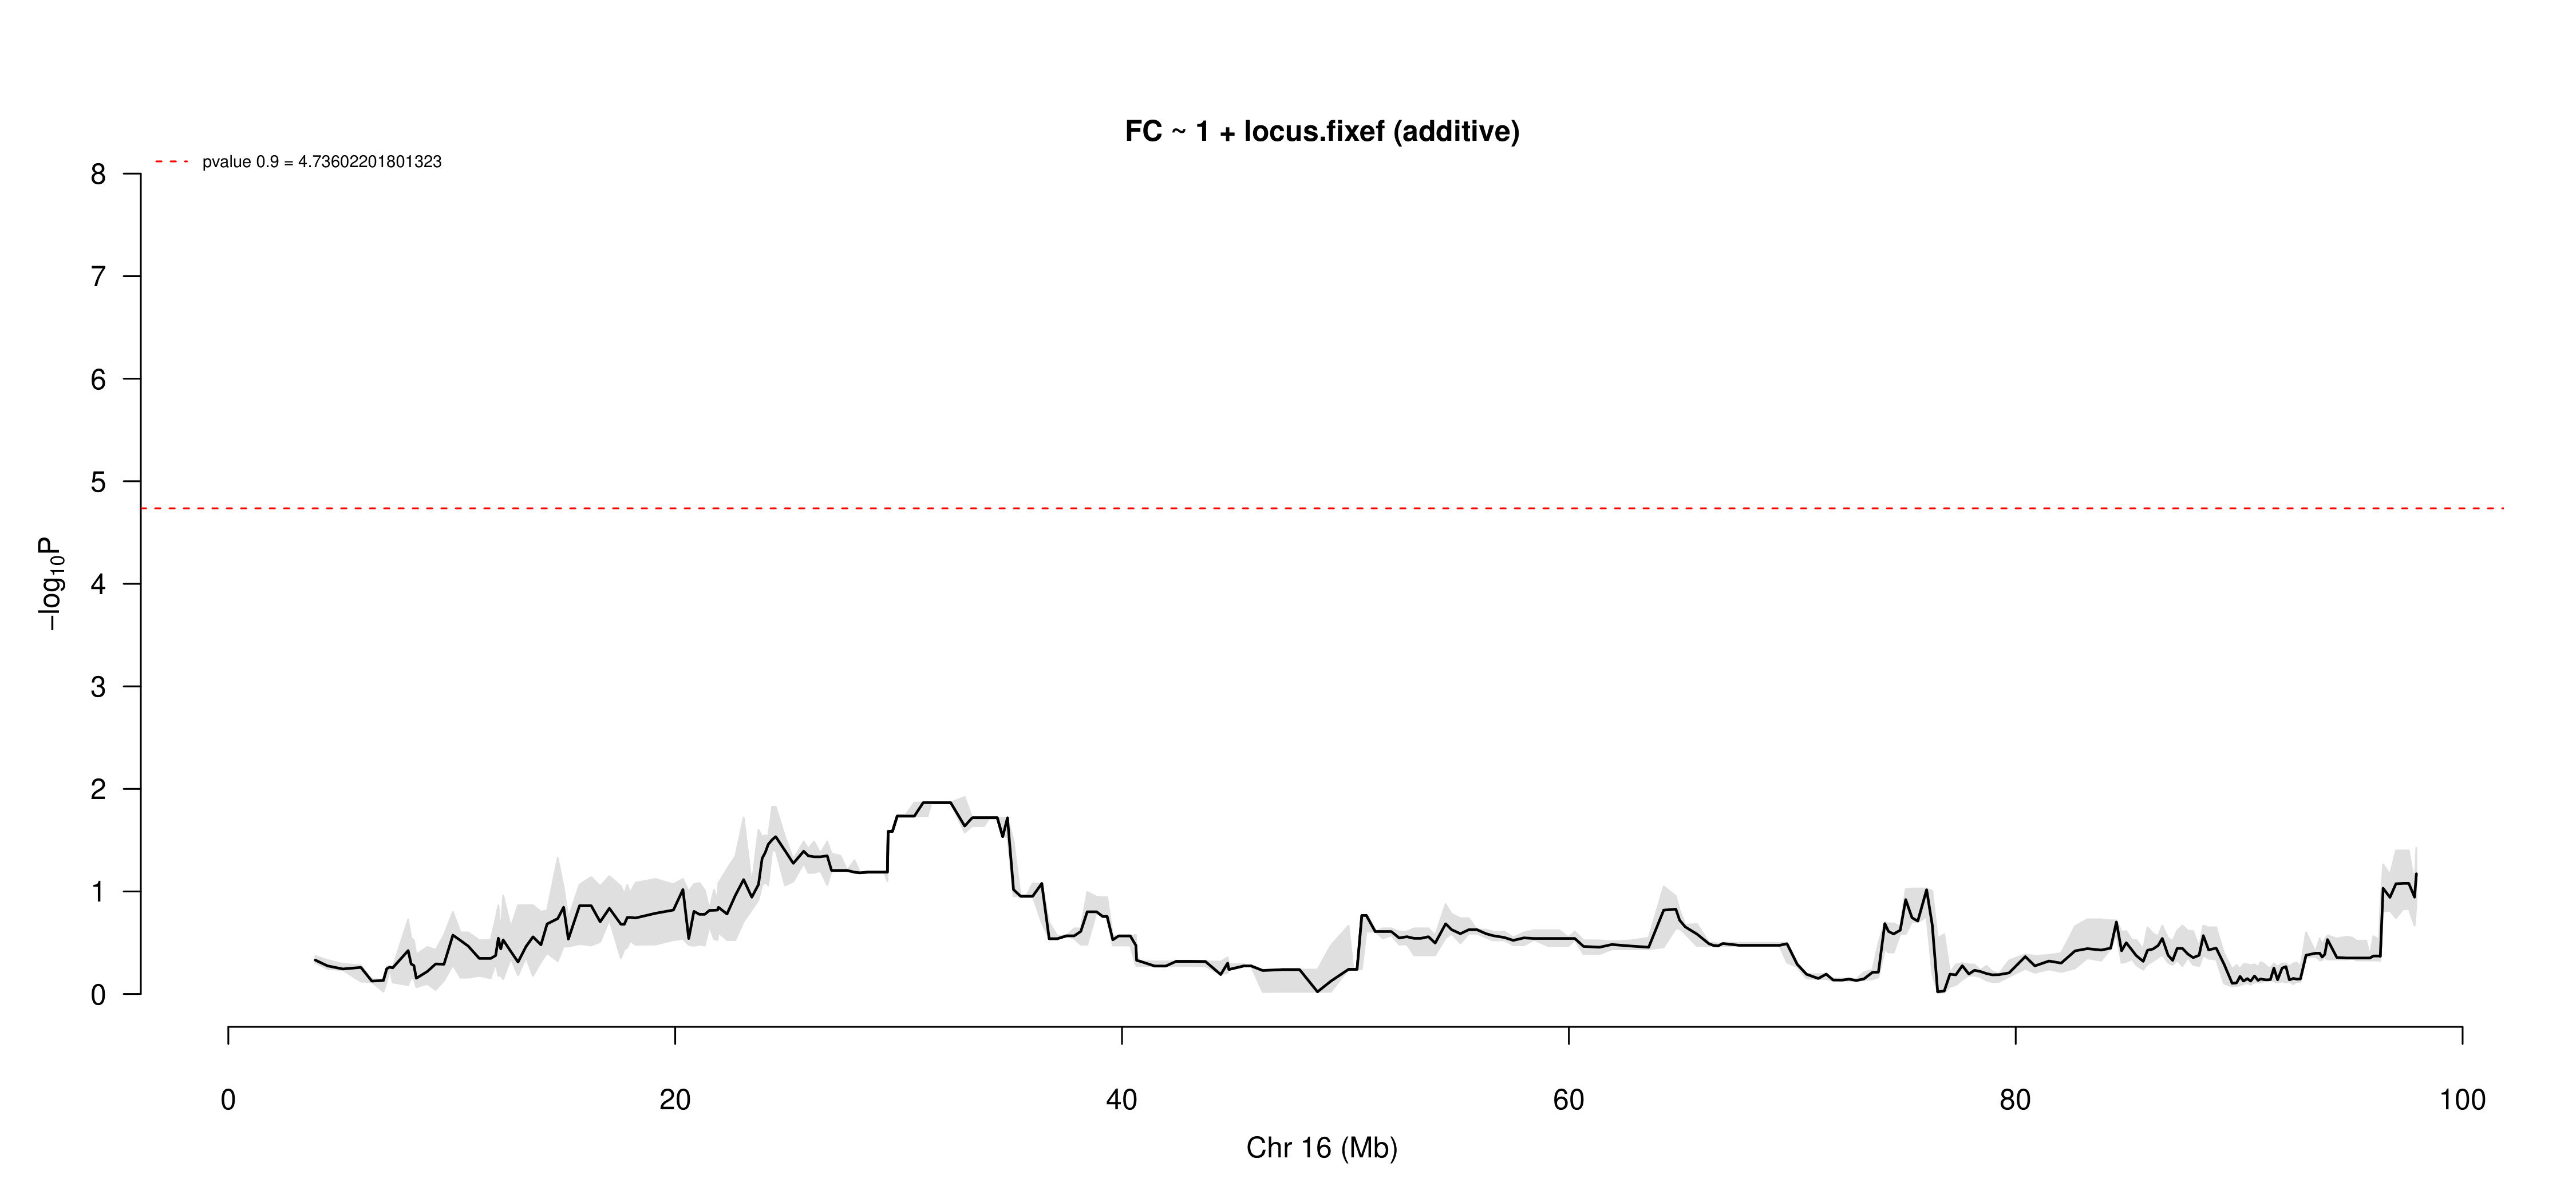 FC ~ 1 + locus.fixef (additive)
pvalue 0.9 = 4.73602201801323
8
7
6
5
4
3
2
1
0
−log₁₀P
0 20 40 60 80 100
Chr 16 (Mb)